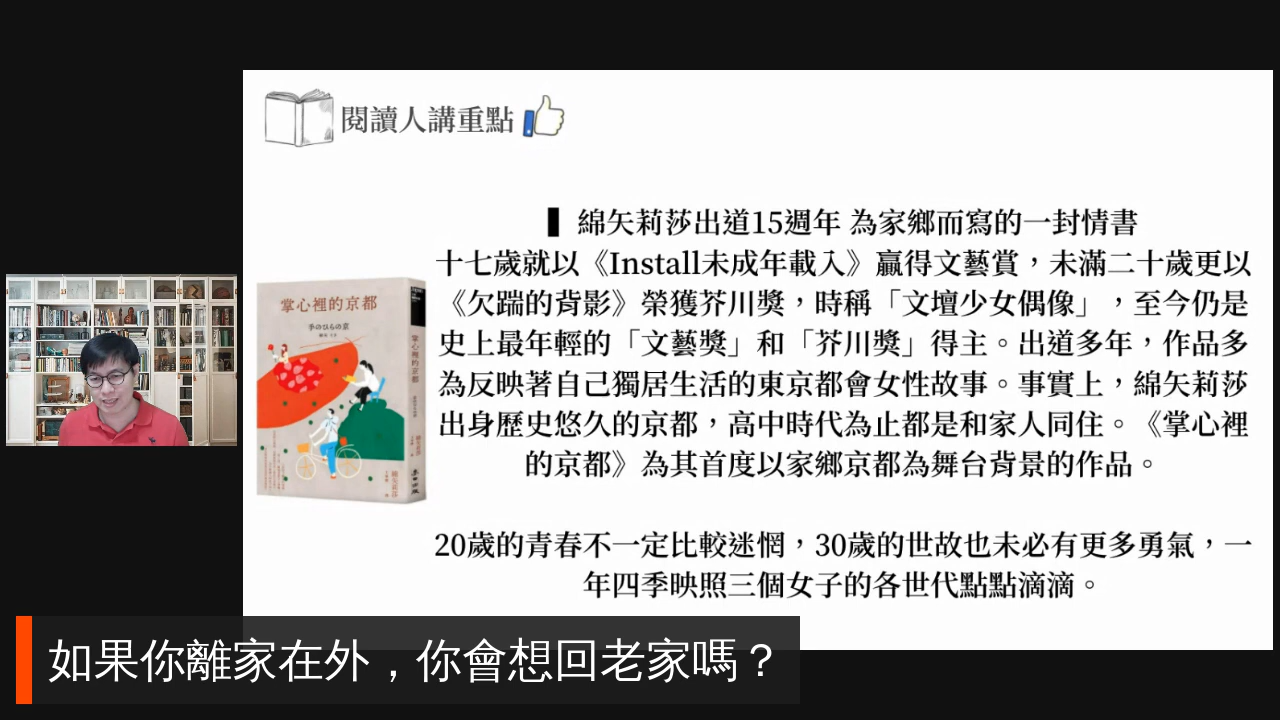 閱讀人講重點
▌綿矢莉莎出道15週年 為家鄉而寫的一封情書
十七歲就以《Install未成年載入》贏得文藝賞，未滿二十歲更以
《欠踹的背影》榮獲芥川獎，時稱「文壇少女偶像」，至今仍是
史上最年輕的「文藝獎」和「芥川獎」得主。出道多年，作品多
為反映著自己獨居生活的東京都會女性故事。事實上，綿矢莉莎
出身歷史悠久的京都，高中時代為止都是和家人同住。《掌心裡
的京都》為其首度以家鄉京都為舞台背景的作品。
掌心裡的京都
手のひらの京
掌心裡的京都
綿矢莉莎
20歲的青春不一定比較迷惘，30歲的世故也未必有更多勇氣，一
年四季映照三個女子的各世代點點滴滴。
如果你離家在外，你會想回老家嗎？